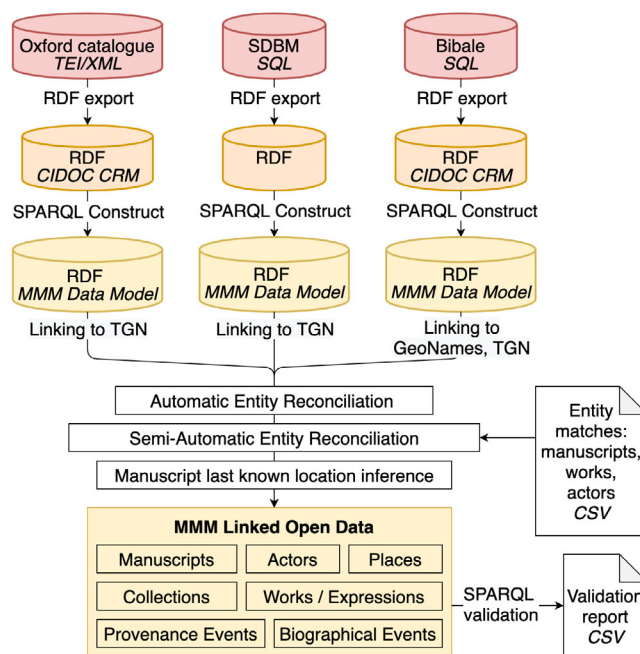 Oxford catalogue
TEI/XML
SDBM
SQL
Bibale
SQL
RDF export
RDF export
RDF export
RDF
CIDOC CRM
RDF
RDF
CIDOC CRM
SPARQL Construct
SPARQL Construct
SPARQL Construct
RDF
MMM Data Model
RDF
MMM Data Model
RDF
MMM Data Model
Linking to TGN
Linking to TGN
Linking to
GeoNames, TGN
Automatic Entity Reconciliation
Semi-Automatic Entity Reconciliation
Manuscript last known location inference
Entity
matches:
manuscripts,
works,
actors
CSV
MMM Linked Open Data
Manuscripts
Actors
Places
Collections
Works / Expressions
Provenance Events
Biographical Events
SPARQL
validation
Validation
report
CSV